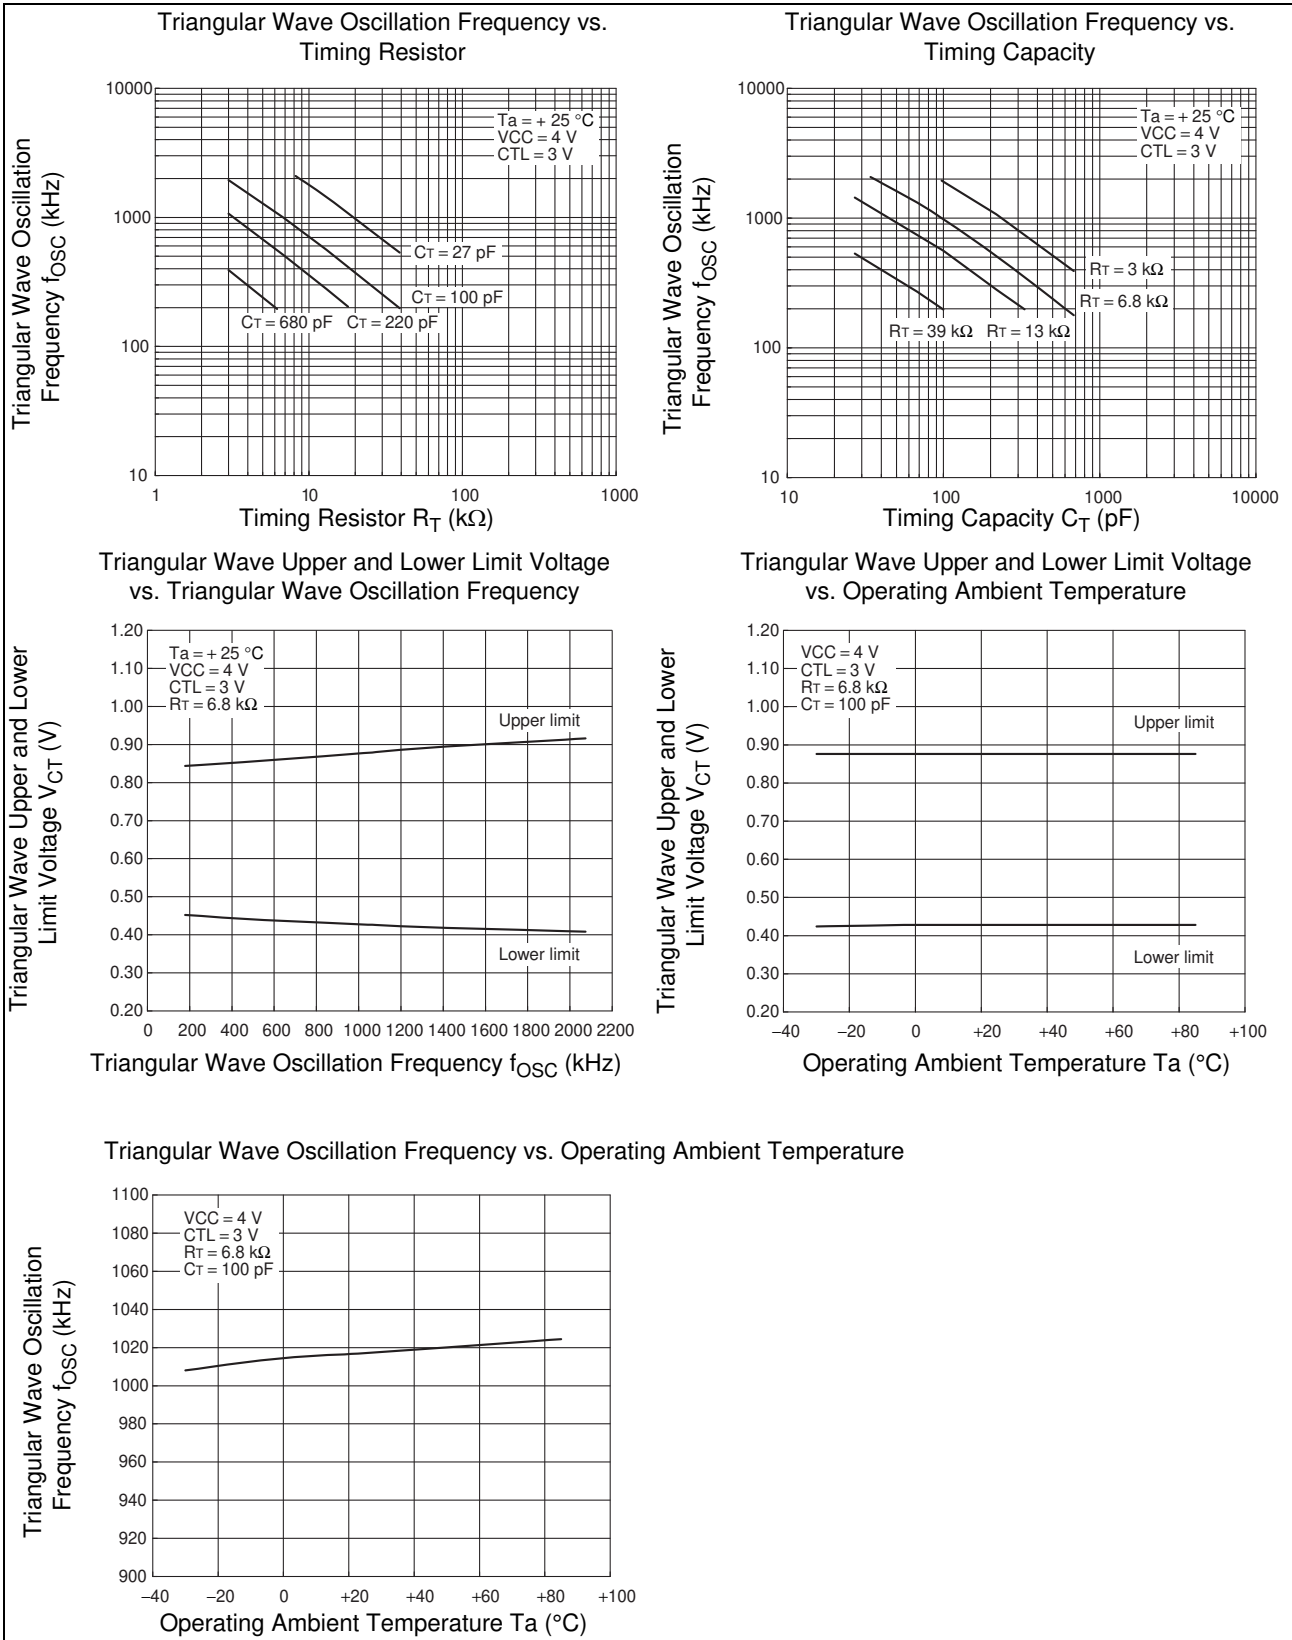 Triangular Wave Oscillation Frequency vs.
Timing Resistor
Triangular Wave Oscillation
Frequency fOSC (kHz)
10000
1000
100
10
Ta = + 25 °C
VCC = 4 V
CTL = 3 V
CT = 27 pF
CT = 100 pF
CT = 680 pF CT = 220 pF
1 10 100 1000
Timing Resistor RT (kΩ)
Triangular Wave Oscillation Frequency vs.
Timing Capacity
Triangular Wave Oscillation
Frequency fOSC (kHz)
10000
1000
100
10
Ta = + 25 °C
VCC = 4 V
CTL = 3 V
RT = 3 kΩ
RT = 6.8 kΩ
RT = 39 kΩ RT = 13 kΩ
10 100 1000 10000
Timing Capacity CT (pF)
Triangular Wave Upper and Lower Limit Voltage
vs. Triangular Wave Oscillation Frequency
Triangular Wave Upper and Lower
Limit Voltage VCT (V)
1.20
1.10
1.00
0.90
0.80
0.70
0.60
0.50
0.40
0.30
0.20
Ta = + 25 °C
VCC = 4 V
CTL = 3 V
RT = 6.8 kΩ
Upper limit
Lower limit
0 200 400 600 800 1000 1200 1400 1600 1800 2000 2200
Triangular Wave Oscillation Frequency fOSC (kHz)
Triangular Wave Upper and Lower Limit Voltage
vs. Operating Ambient Temperature
Triangular Wave Upper and Lower
Limit Voltage VCT (V)
1.20
1.10
1.00
0.90
0.80
0.70
0.60
0.50
0.40
0.30
0.20
VCC = 4 V
CTL = 3 V
RT = 6.8 kΩ
CT = 100 pF
Upper limit
Lower limit
−40 −20 0 +20 +40 +60 +80 +100
Operating Ambient Temperature Ta (°C)
Triangular Wave Oscillation Frequency vs. Operating Ambient Temperature
Triangular Wave Oscillation
Frequency fOSC (kHz)
1100
1080
1060
1040
1020
1000
980
960
940
920
900
VCC = 4 V
CTL = 3 V
RT = 6.8 kΩ
CT = 100 pF
−40 −20 0 +20 +40 +60 +80 +100
Operating Ambient Temperature Ta (°C)